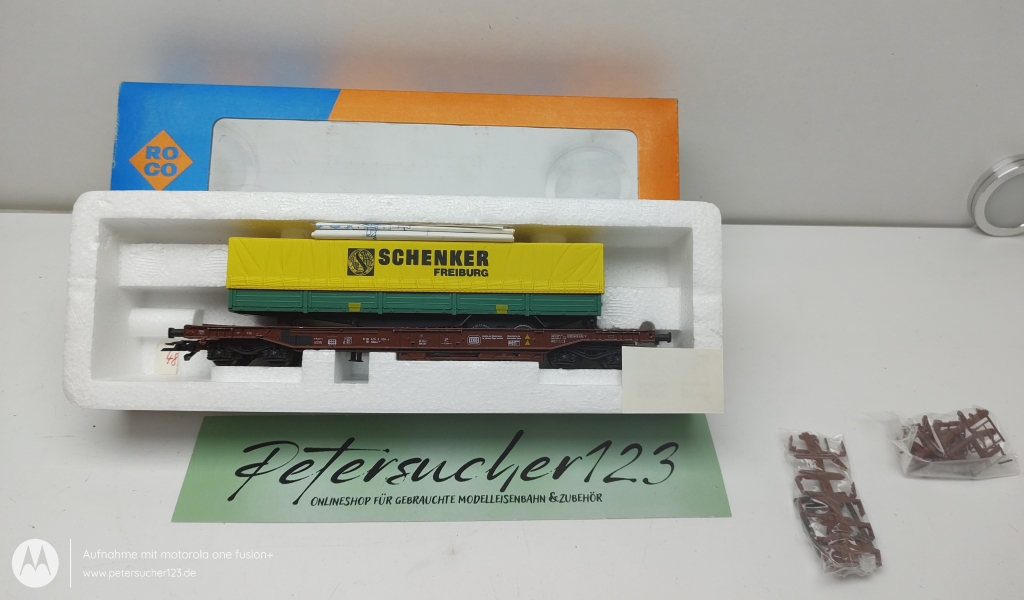 RO
CO
SCHENKER
FREIBURG
DB
48
Petersucher123
ONLINESHOP FÜR GEBRAUCHTE MODELLEISENBAHN & ZUBEHÖR
Aufnahme mit motorola one fusion+
www.petersucher123.de